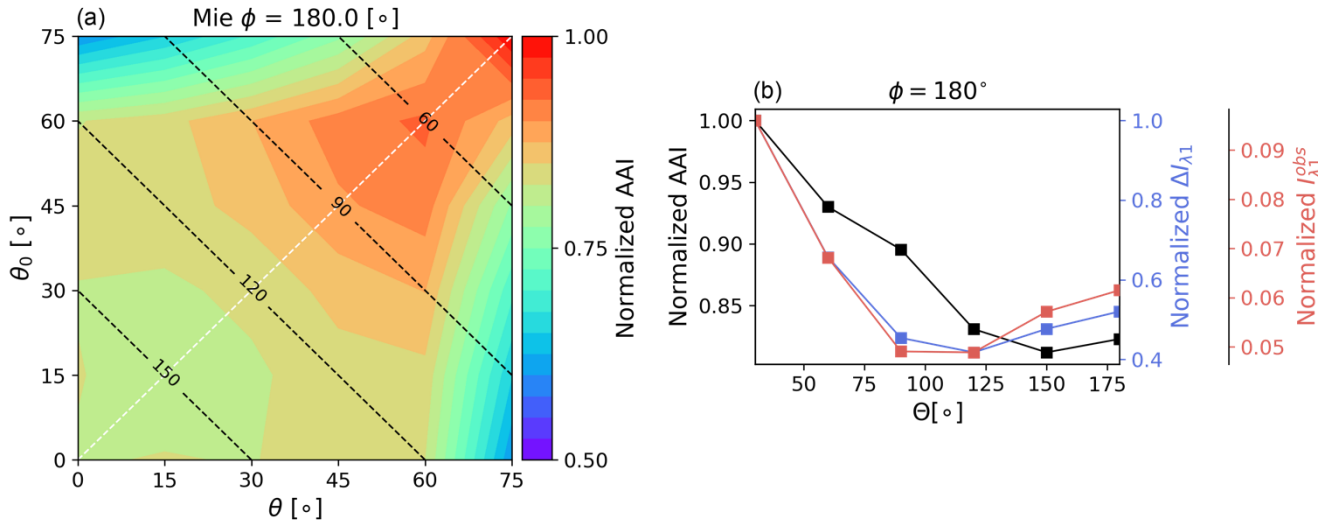 (a) Mie ϕ = 180.0 [∘]
75
60
45
30
15
0
θ₀ [∘]
0 15 30 45 60 75
θ [∘]
60
90
120
150
1.00
0.75
0.50
Normalized AAI
(b) ϕ = 180°
1.00
0.95
0.90
0.85
Normalized AAI
50 75 100 125 150 175
Θ[∘]
1.0
0.8
0.6
0.4
Normalized ΔI_λ1
0.09
0.08
0.07
0.06
0.05
Normalized I^λ1_sqo